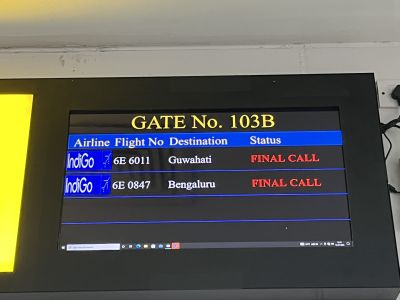 GATE No. 103B
Airline Flight No Destination Status
IndiGo 6E 6011 Guwahati FINAL CALL
IndiGo 6E 0847 Bengaluru FINAL CALL